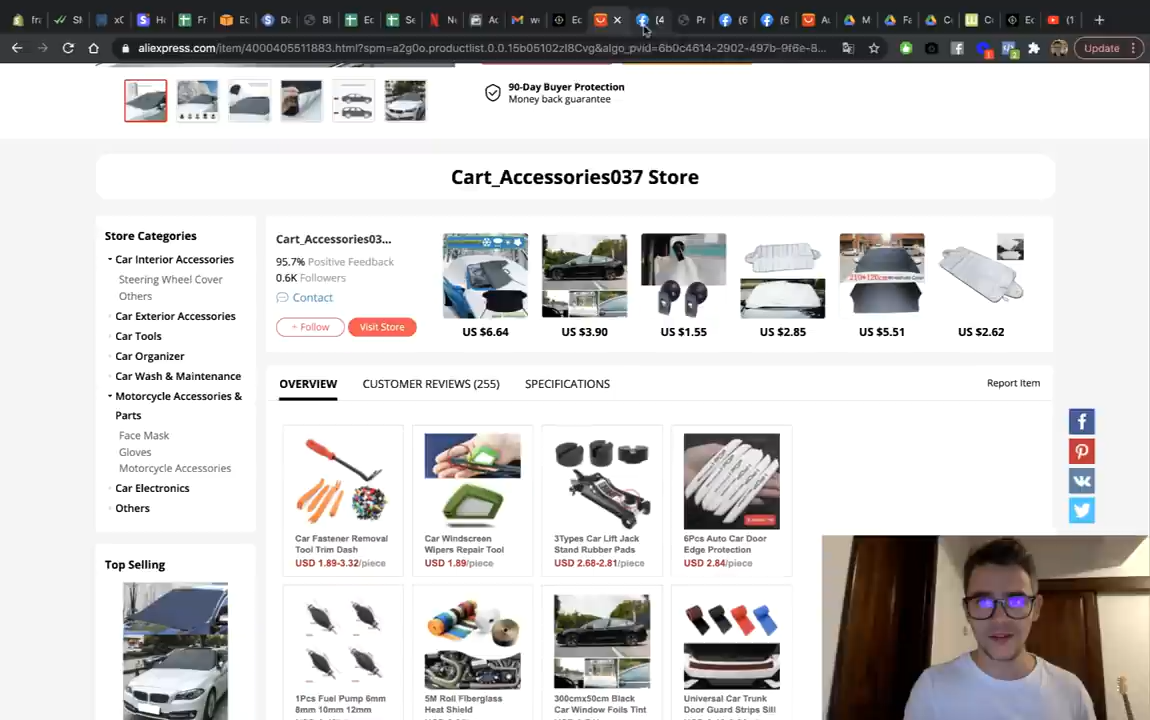 aliexpress.com/item/4000405511883.html?spm=a2g0o.productlist.0.0.15b05102zI8Cvg&algo_pvid=6b0c4614-2902-497b-9f6e-8...
Update
90-Day Buyer Protection
Money back guarantee
Cart_Accessories037 Store
Store Categories
Car Interior Accessories
Steering Wheel Cover
Others
Car Exterior Accessories
Car Tools
Car Organizer
Car Wash & Maintenance
Motorcycle Accessories &
Parts
Face Mask
Gloves
Motorcycle Accessories
Car Electronics
Others
Top Selling
Cart_Accessories03...
95.7% Positive Feedback
0.6K Followers
Contact
+ Follow
Visit Store
US $6.64
US $3.90
US $1.55
US $2.85
US $5.51
US $2.62
OVERVIEW
CUSTOMER REVIEWS (255)
SPECIFICATIONS
Report Item
Car Fastener Removal
Tool Trim Dash
USD 1.89-3.32/piece
Car Windscreen
Wipers Repair Tool
USD 1.89/piece
3Types Car Lift Jack
Stand Rubber Pads
USD 2.68-2.81/piece
6Pcs Auto Car Door
Edge Protection
USD 2.84/piece
1Pcs Fuel Pump 6mm
8mm 10mm 12mm
5M Roll Fiberglass
Heat Shield
300cmx50cm Black
Car Window Foils Tint
Universal Car Trunk
Door Guard Strips Sill